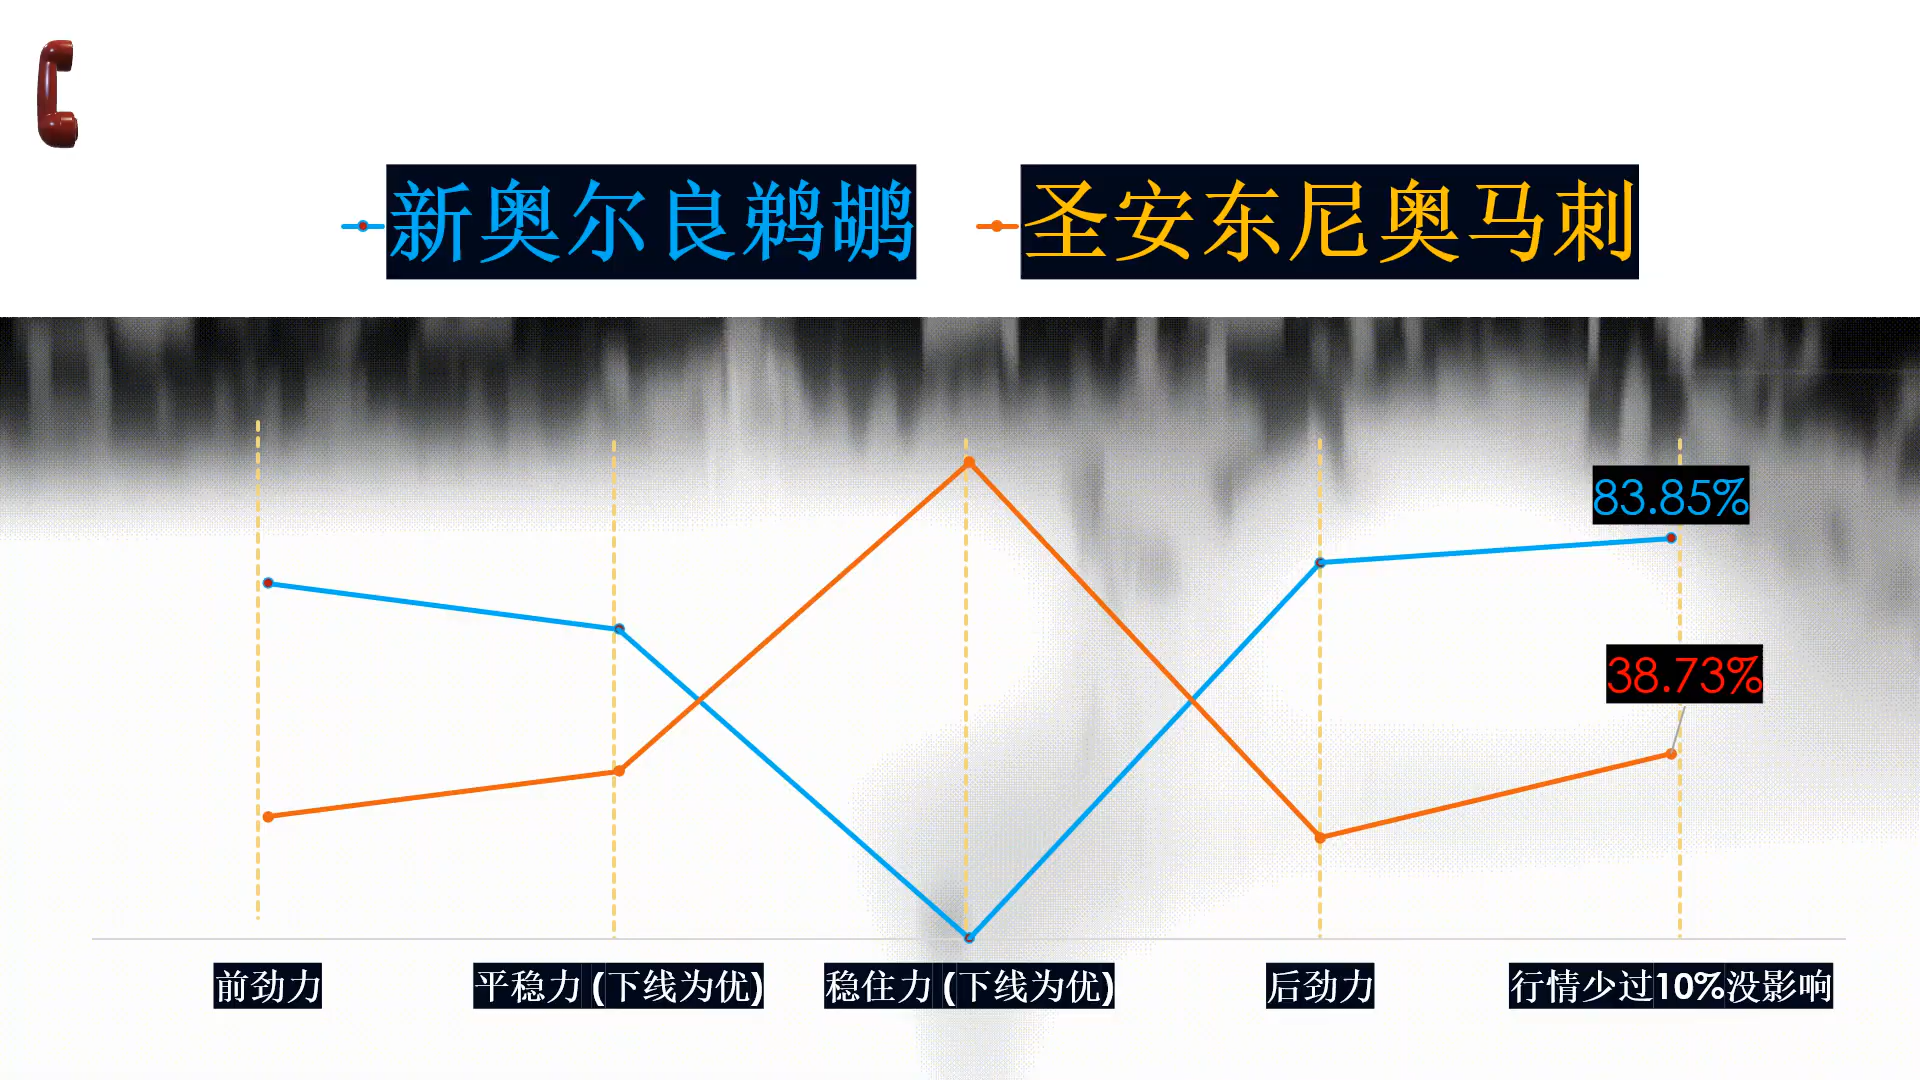 新奥尔良鹈鹕
圣安东尼奥马刺
83.85%
38.73%
前劲力
平稳力 (下线为优)
稳住力 (下线为优)
后劲力
行情少过10%没影响